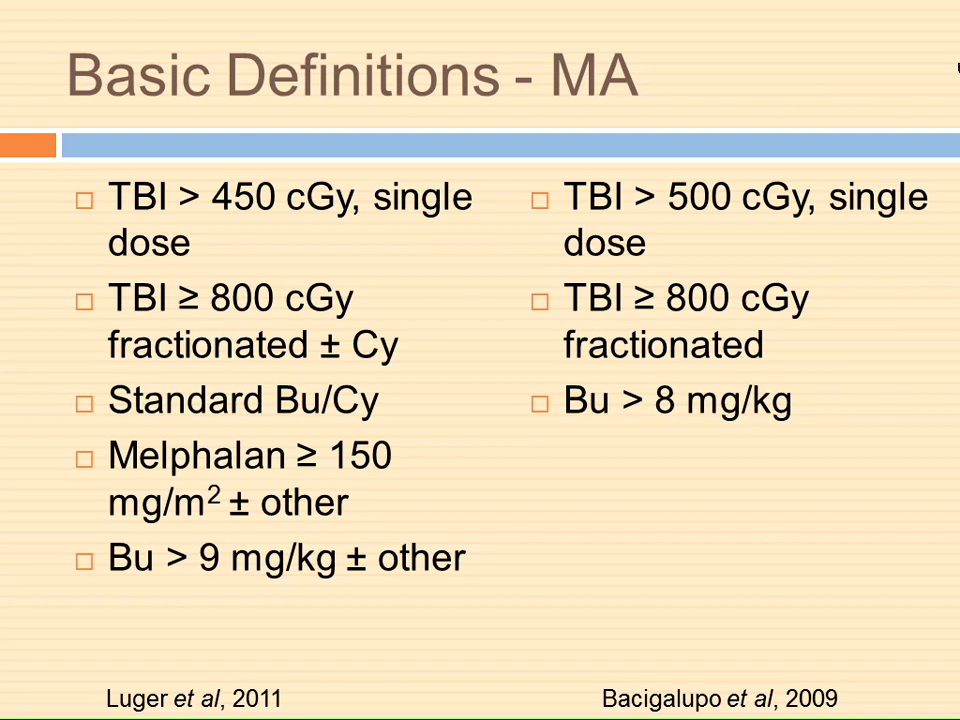 Basic Definitions - MA
TBI > 450 cGy, single
dose
TBI ≥ 800 cGy
fractionated ± Cy
Standard Bu/Cy
Melphalan ≥ 150
mg/m² ± other
Bu > 9 mg/kg ± other
TBI > 500 cGy, single
dose
TBI ≥ 800 cGy
fractionated
Bu > 8 mg/kg
Luger et al, 2011
Bacigalupo et al, 2009